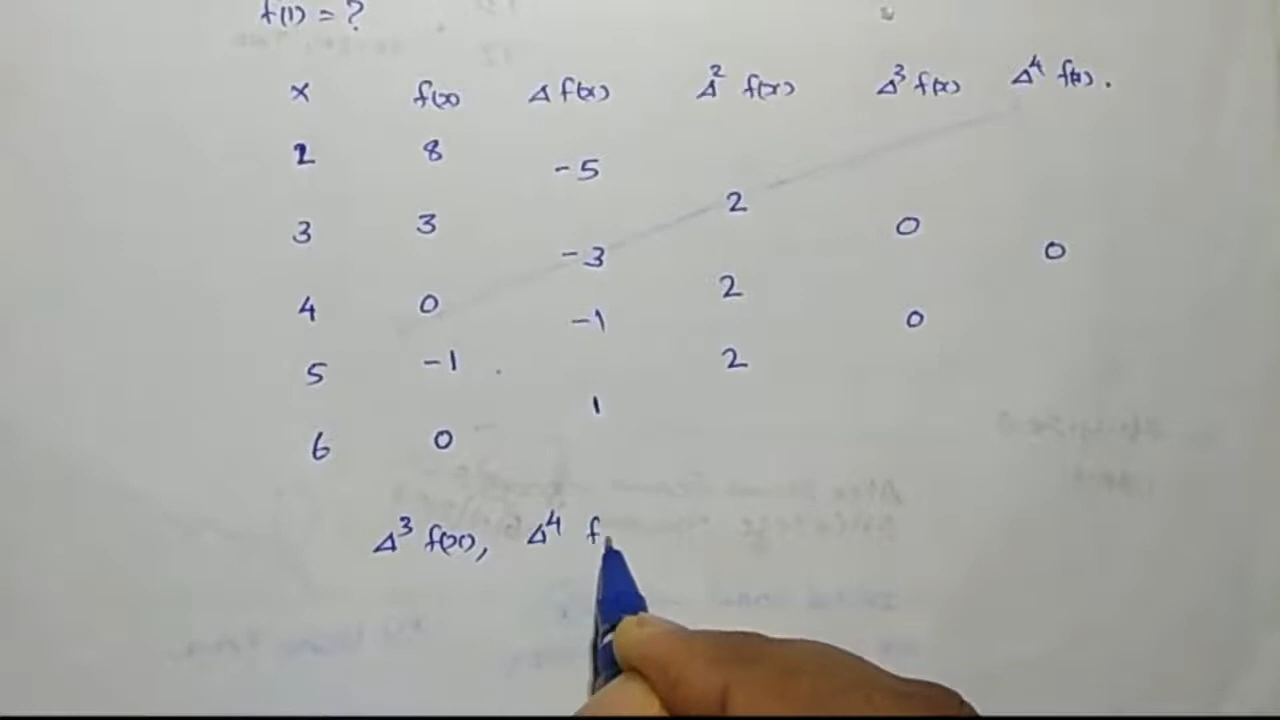 f(1) = ?
x f(x) Δ f(x) Δ² f(x) Δ³ f(x) Δ⁴ f(x).
2 8
-5
2
3 3 0
-3 0
2
4 0
-1 0
5 -1 2
1
6 0
Δ³ f(x), Δ⁴ f